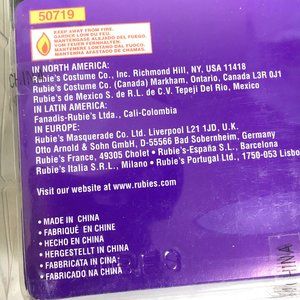 50719
KEEP AWAY FROM FIRE.
GARDER LOIN DU FEU.
MANTENGASE ALEJADO DEL FUEGO.
VON FEUER FERNHALTEN.
MANTENERE LONTANO DAL FUOCO.
MANTENHA AFASTADO DE CHAMAS.
IN NORTH AMERICA:
Rubie's Costume Co., Inc. Richmond Hill, NY, USA 11418
Rubie's Costume Co. (Canada) Markham, Ontario, Canada L3R 0J1
Rubie's de Mexico S. de R.L. de C.V. Tepeji Del Rio, Mexico
IN LATIN AMERICA:
Fanadis-Rubie's Ltda., Cali-Colombia
IN EUROPE:
Rubie's Masquerade Co. Ltd. Liverpool L21 1JD, U.K.
Otto Arnold & Sohn GmbH, D-55566 Bad Sobernheim, Germany
Rubie's France, 49305 Cholet • Rubie's-España S.L., Barcelona
Rubie's Italia S.R.L., Milano • Rubie's Portugal Ltd., 1750-053 Lisbo
Visit our website at www.rubies.com
• MADE IN CHINA
• FABRIQUÉ EN CHINE
• HECHO EN CHINA
• HERGESTELLT IN CHINA
• FABBRICATA IN CINA
• FABRICADO NA CHINA
CHINA